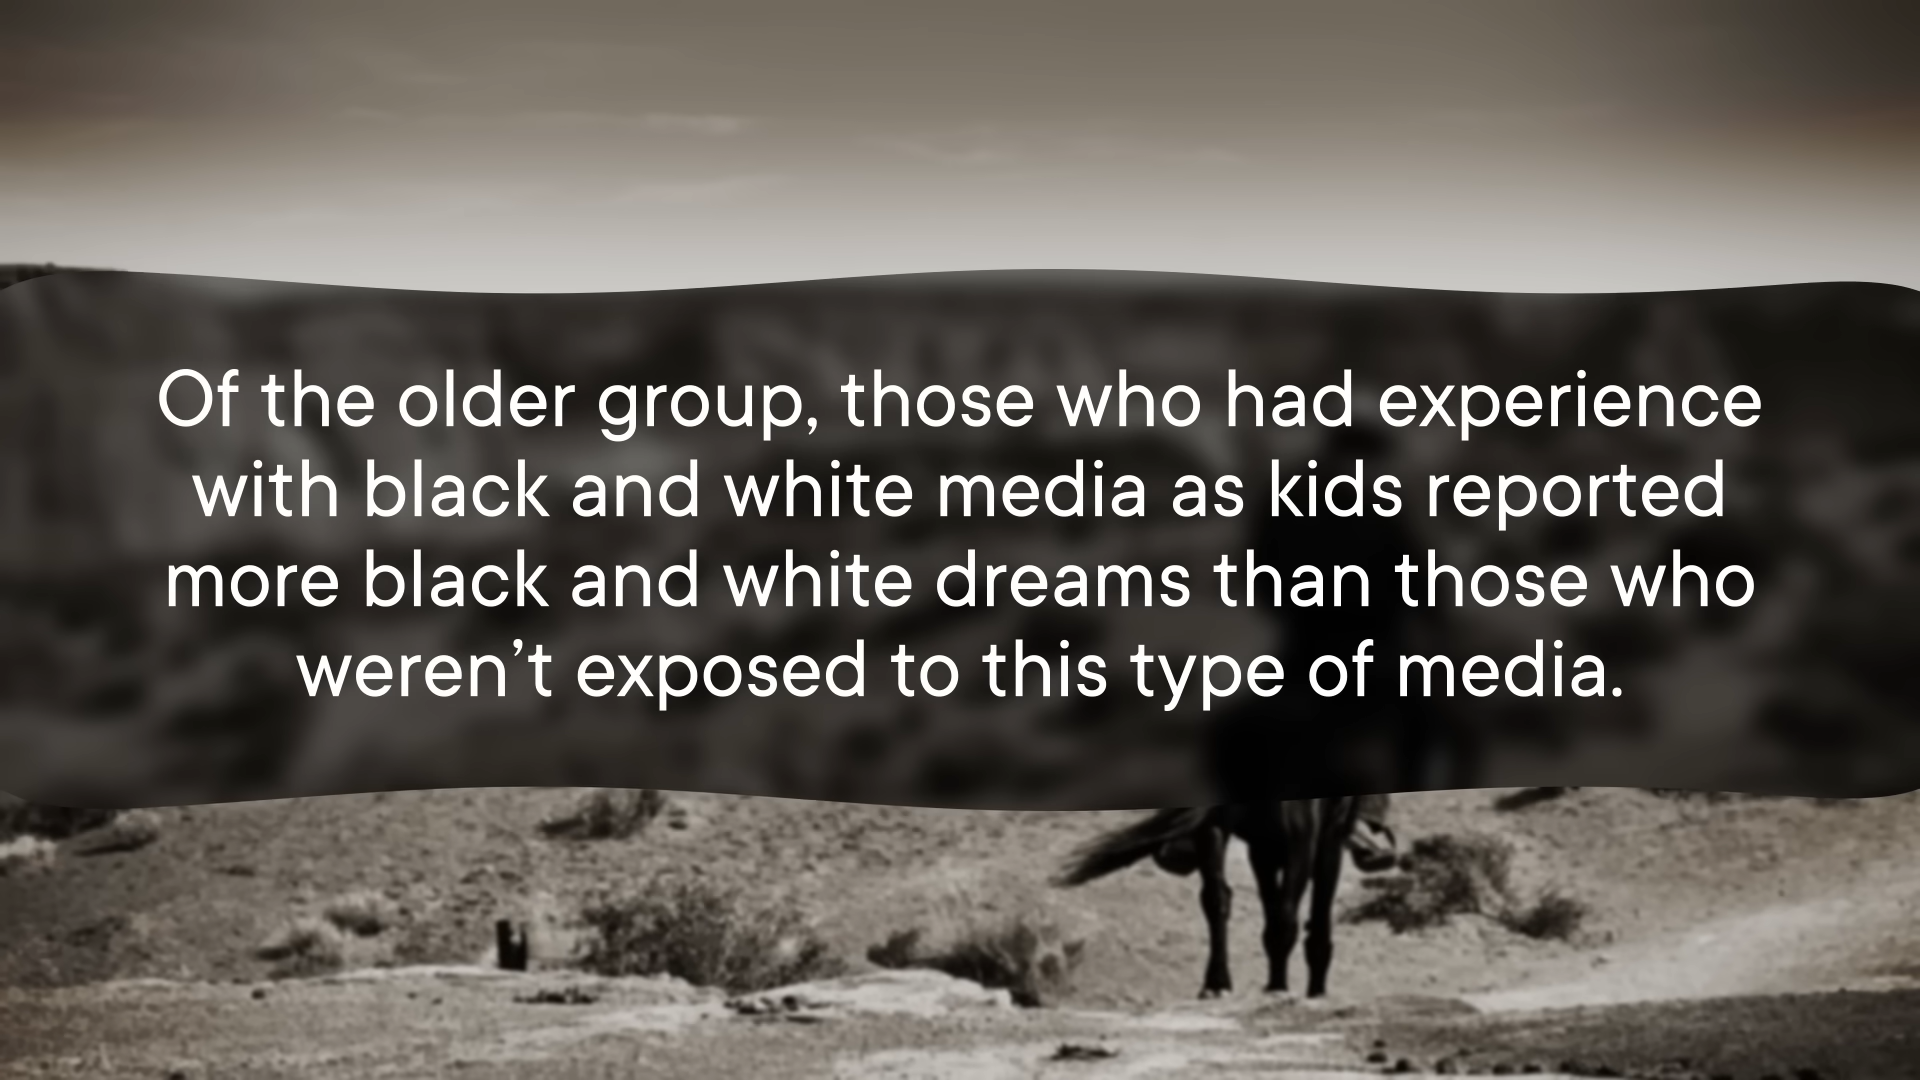 Of the older group, those who had experience
with black and white media as kids reported
more black and white dreams than those who
weren’t exposed to this type of media.